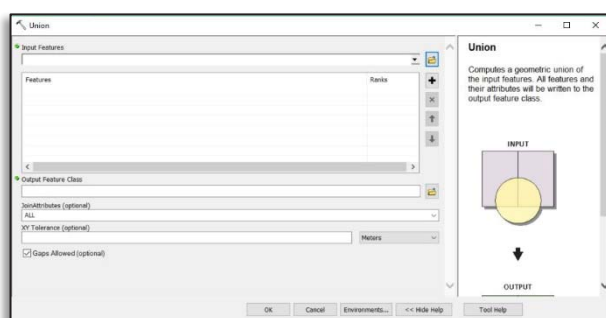 Union
Input Features
Features Ranks
Output Feature Class
JoinAttributes (optional)
ALL
XY Tolerance (optional)
Meters
Gaps Allowed (optional)
OK Cancel Environments... << Hide Help Tool Help
Union
Computes a geometric union of
the input features. All features and
their attributes will be written to the
output feature class.
INPUT
OUTPUT